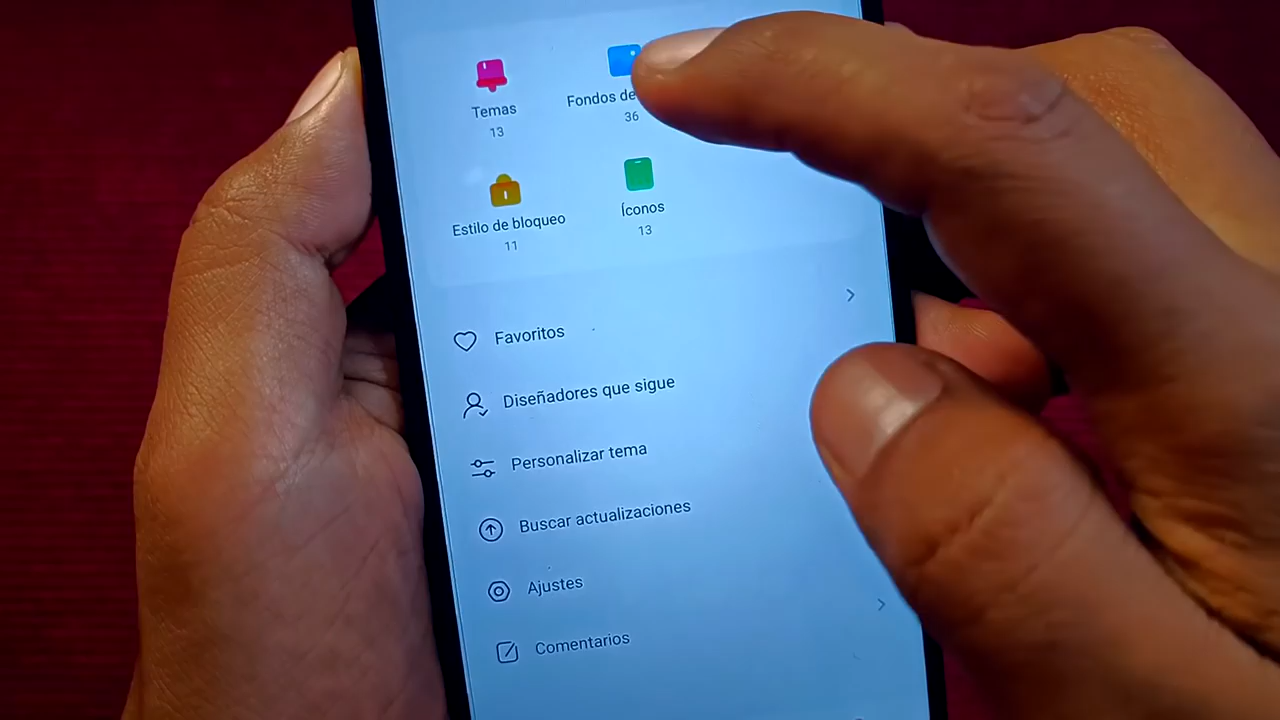 Temas
13
Fondos de
36
Estilo de bloqueo
11
Íconos
13
Favoritos
Diseñadores que sigue
Personalizar tema
Buscar actualizaciones
Ajustes
Comentarios